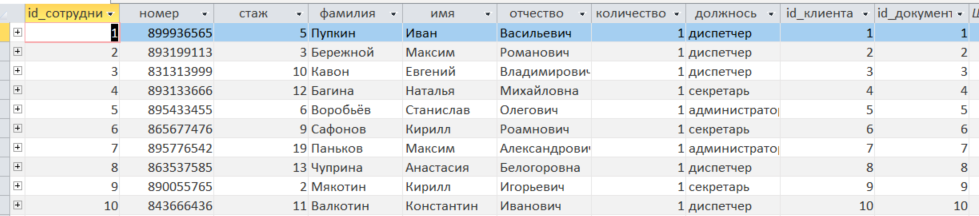 id_сотрудни номер стаж фамилия имя отчество количество должнось id_клиента id_документ
1 899936565 5 Пупкин Иван Васильевич 1 диспетчер 1 1
2 893199113 3 Бережной Максим Романович 1 диспетчер 2 2
3 831313999 10 Кавон Евгений Владимирович 1 диспетчер 3 3
4 893133666 12 Багина Наталья Михайловна 1 секретарь 4 4
5 895433455 6 Воробьёв Станислав Олегович 1 администратор 5 5
6 865677476 9 Сафонов Кирилл Роамнович 1 секретарь 6 6
7 895776542 19 Паньков Максим Александрович 1 администратор 7 7
8 863537585 13 Чуприна Анастасия Белогоровна 1 диспетчер 8 8
9 890055765 2 Мякотин Кирилл Игорьевич 1 секретарь 9 9
10 843666436 11 Валкотин Константин Иванович 1 диспетчер 10 10